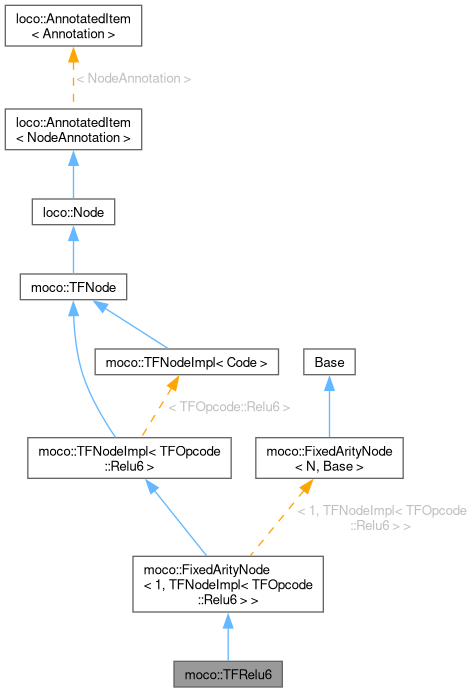 loco::AnnotatedItem
< Annotation >
< NodeAnnotation >
loco::AnnotatedItem
< NodeAnnotation >
loco::Node
moco::TFNode
moco::TFNodeImpl< Code >
Base
< TFOpcode::Relu6 >
moco::TFNodeImpl< TFOpcode
::Relu6 >
moco::FixedArityNode
< N, Base >
< 1, TFNodeImpl< TFOpcode
::Relu6 > >
moco::FixedArityNode
< 1, TFNodeImpl< TFOpcode
::Relu6 > >
moco::TFRelu6